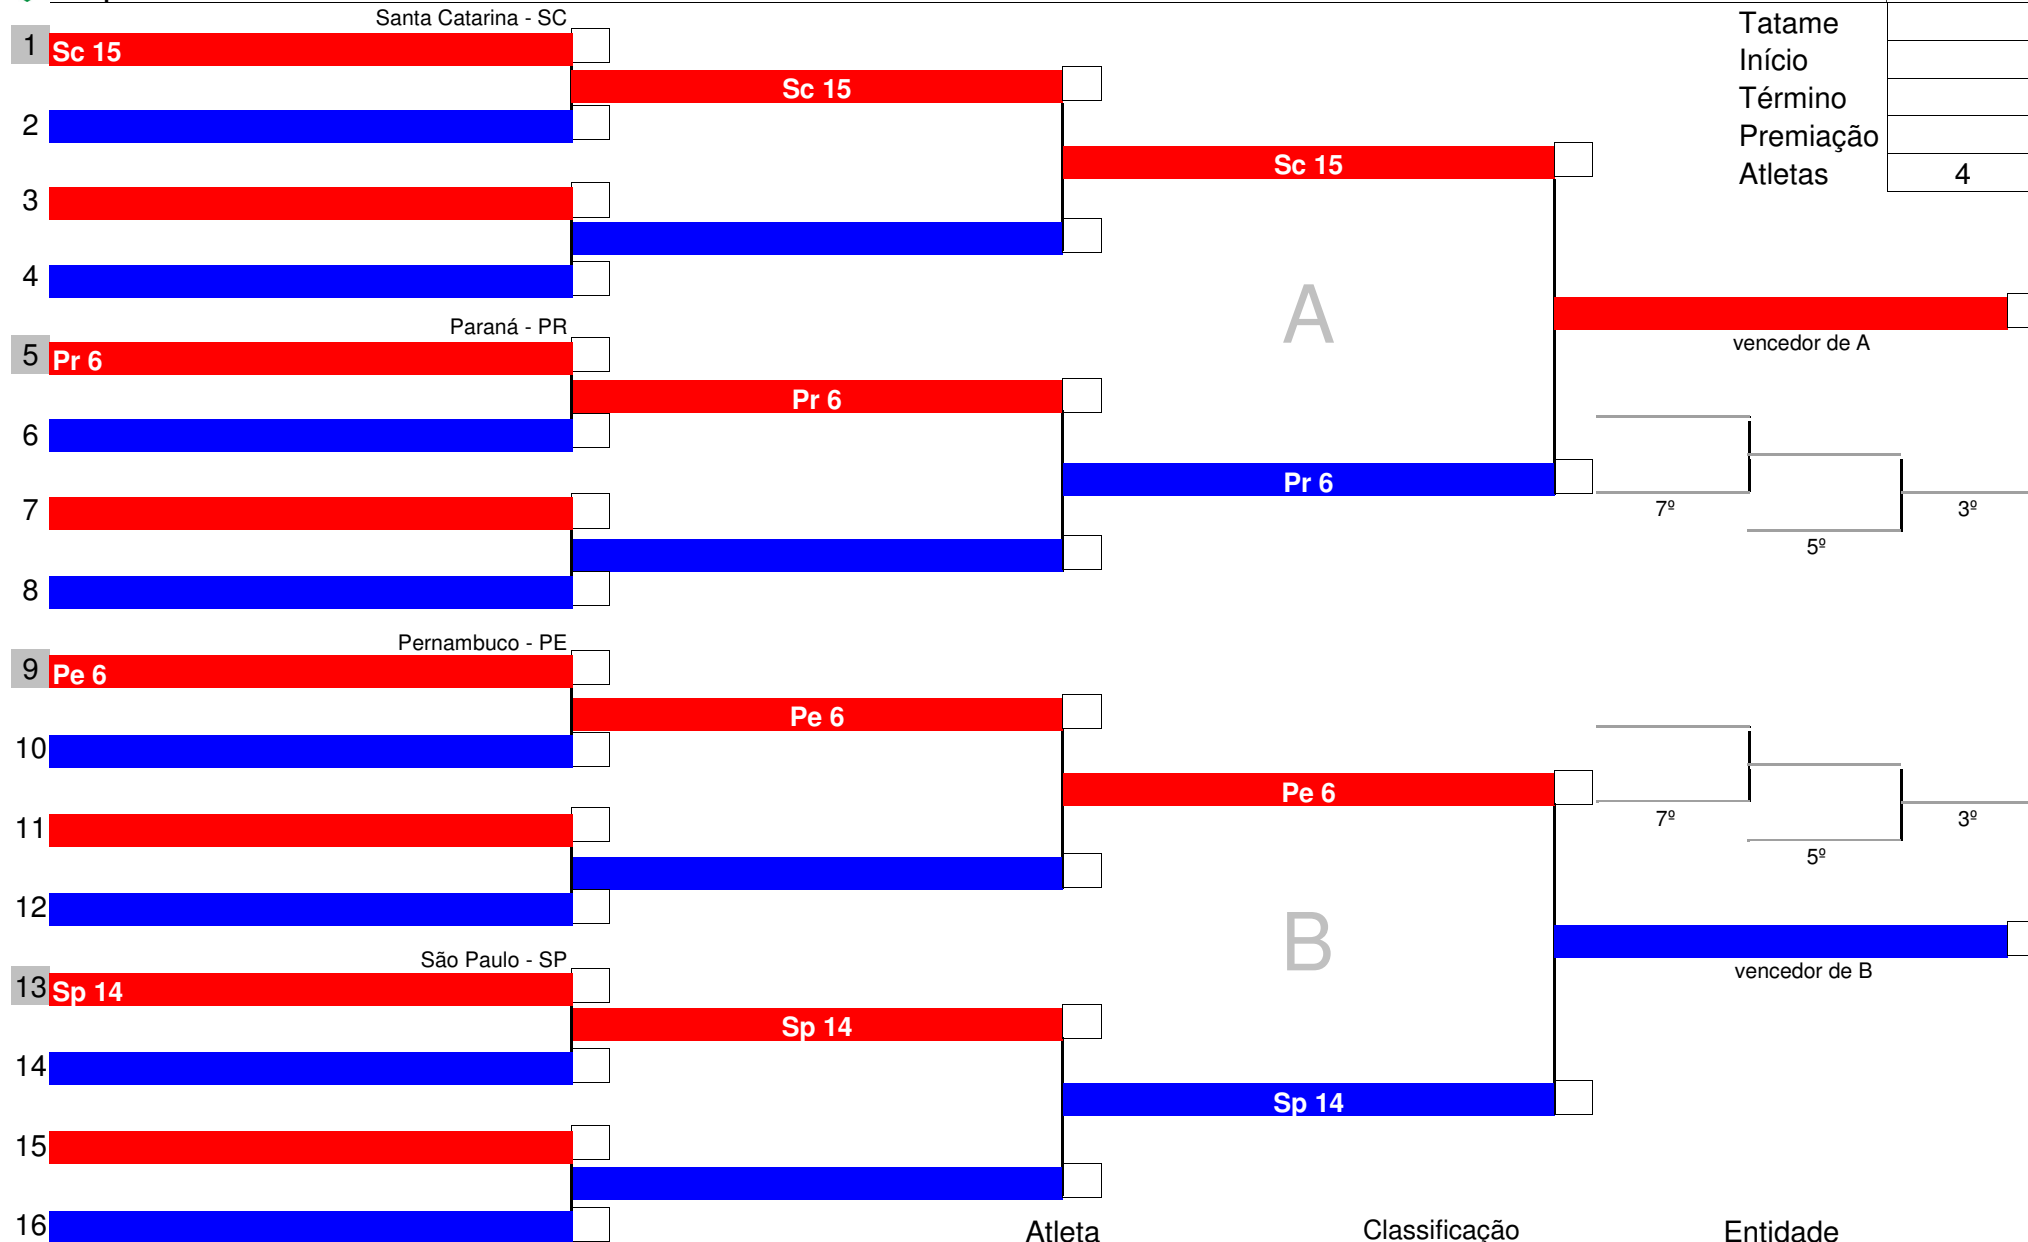 Santa Catarina - SC
Tatame
1 Sc 15
Início
Sc 15
Término
2
Premiação
Sc 15
Atletas 4
3
4
A
Paraná - PR
vencedor de A
5 Pr 6
Pr 6
6
Pr 6
7
7º 3º
5º
8
Pernambuco - PE
9 Pe 6
Pe 6
10
Pe 6
11
7º 3º
5º
12
B
São Paulo - SP
vencedor de B
13 Sp 14
Sp 14
14
Sp 14
15
16
Atleta Classificação Entidade